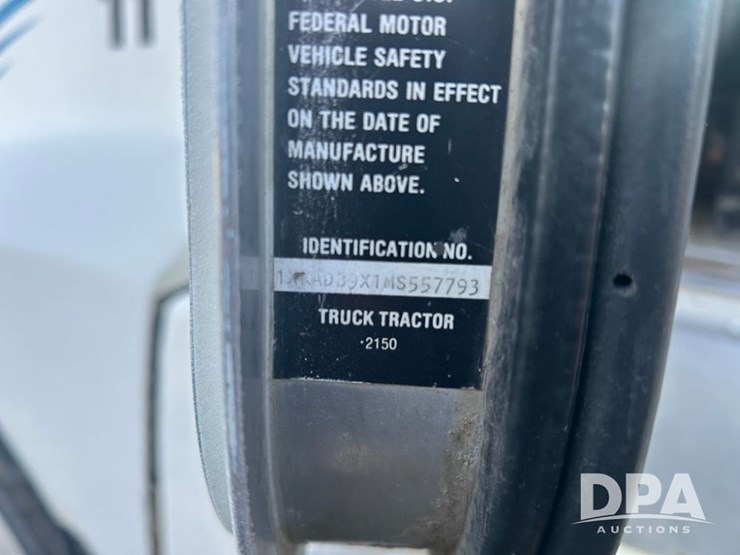 FEDERAL MOTOR
VEHICLE SAFETY
STANDARDS IN EFFECT
ON THE DATE OF
MANUFACTURE
SHOWN ABOVE.
IDENTIFICATION NO.
TRUCK TRACTOR
·2150
DPA
AUCTIONS